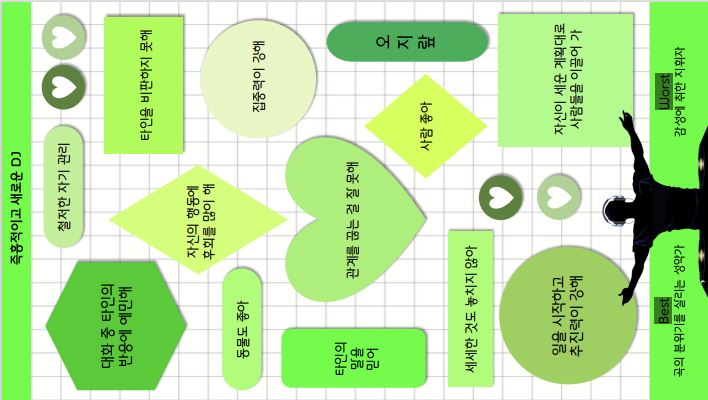 즉흥적이고 새로운 DJ
철저한 자기 관리
대화 중 타인의
반응에 예민해
타인을 비판하지 못해
자신의 행동에
후회를 많이 해
동물도 좋아
집중력이 강해
타인의
말을
믿어
관계를 끊는 걸 잘 못해
오
지
랖
사람 좋아
세세한 것도 놓치지 않아
일을 시작하고
추진력이 강해
자신이 세운 계획대로
사람들을 이끌어 가
Best
곡의 분위기를 살리는 성악가
Worst
감성에 취한 지휘자